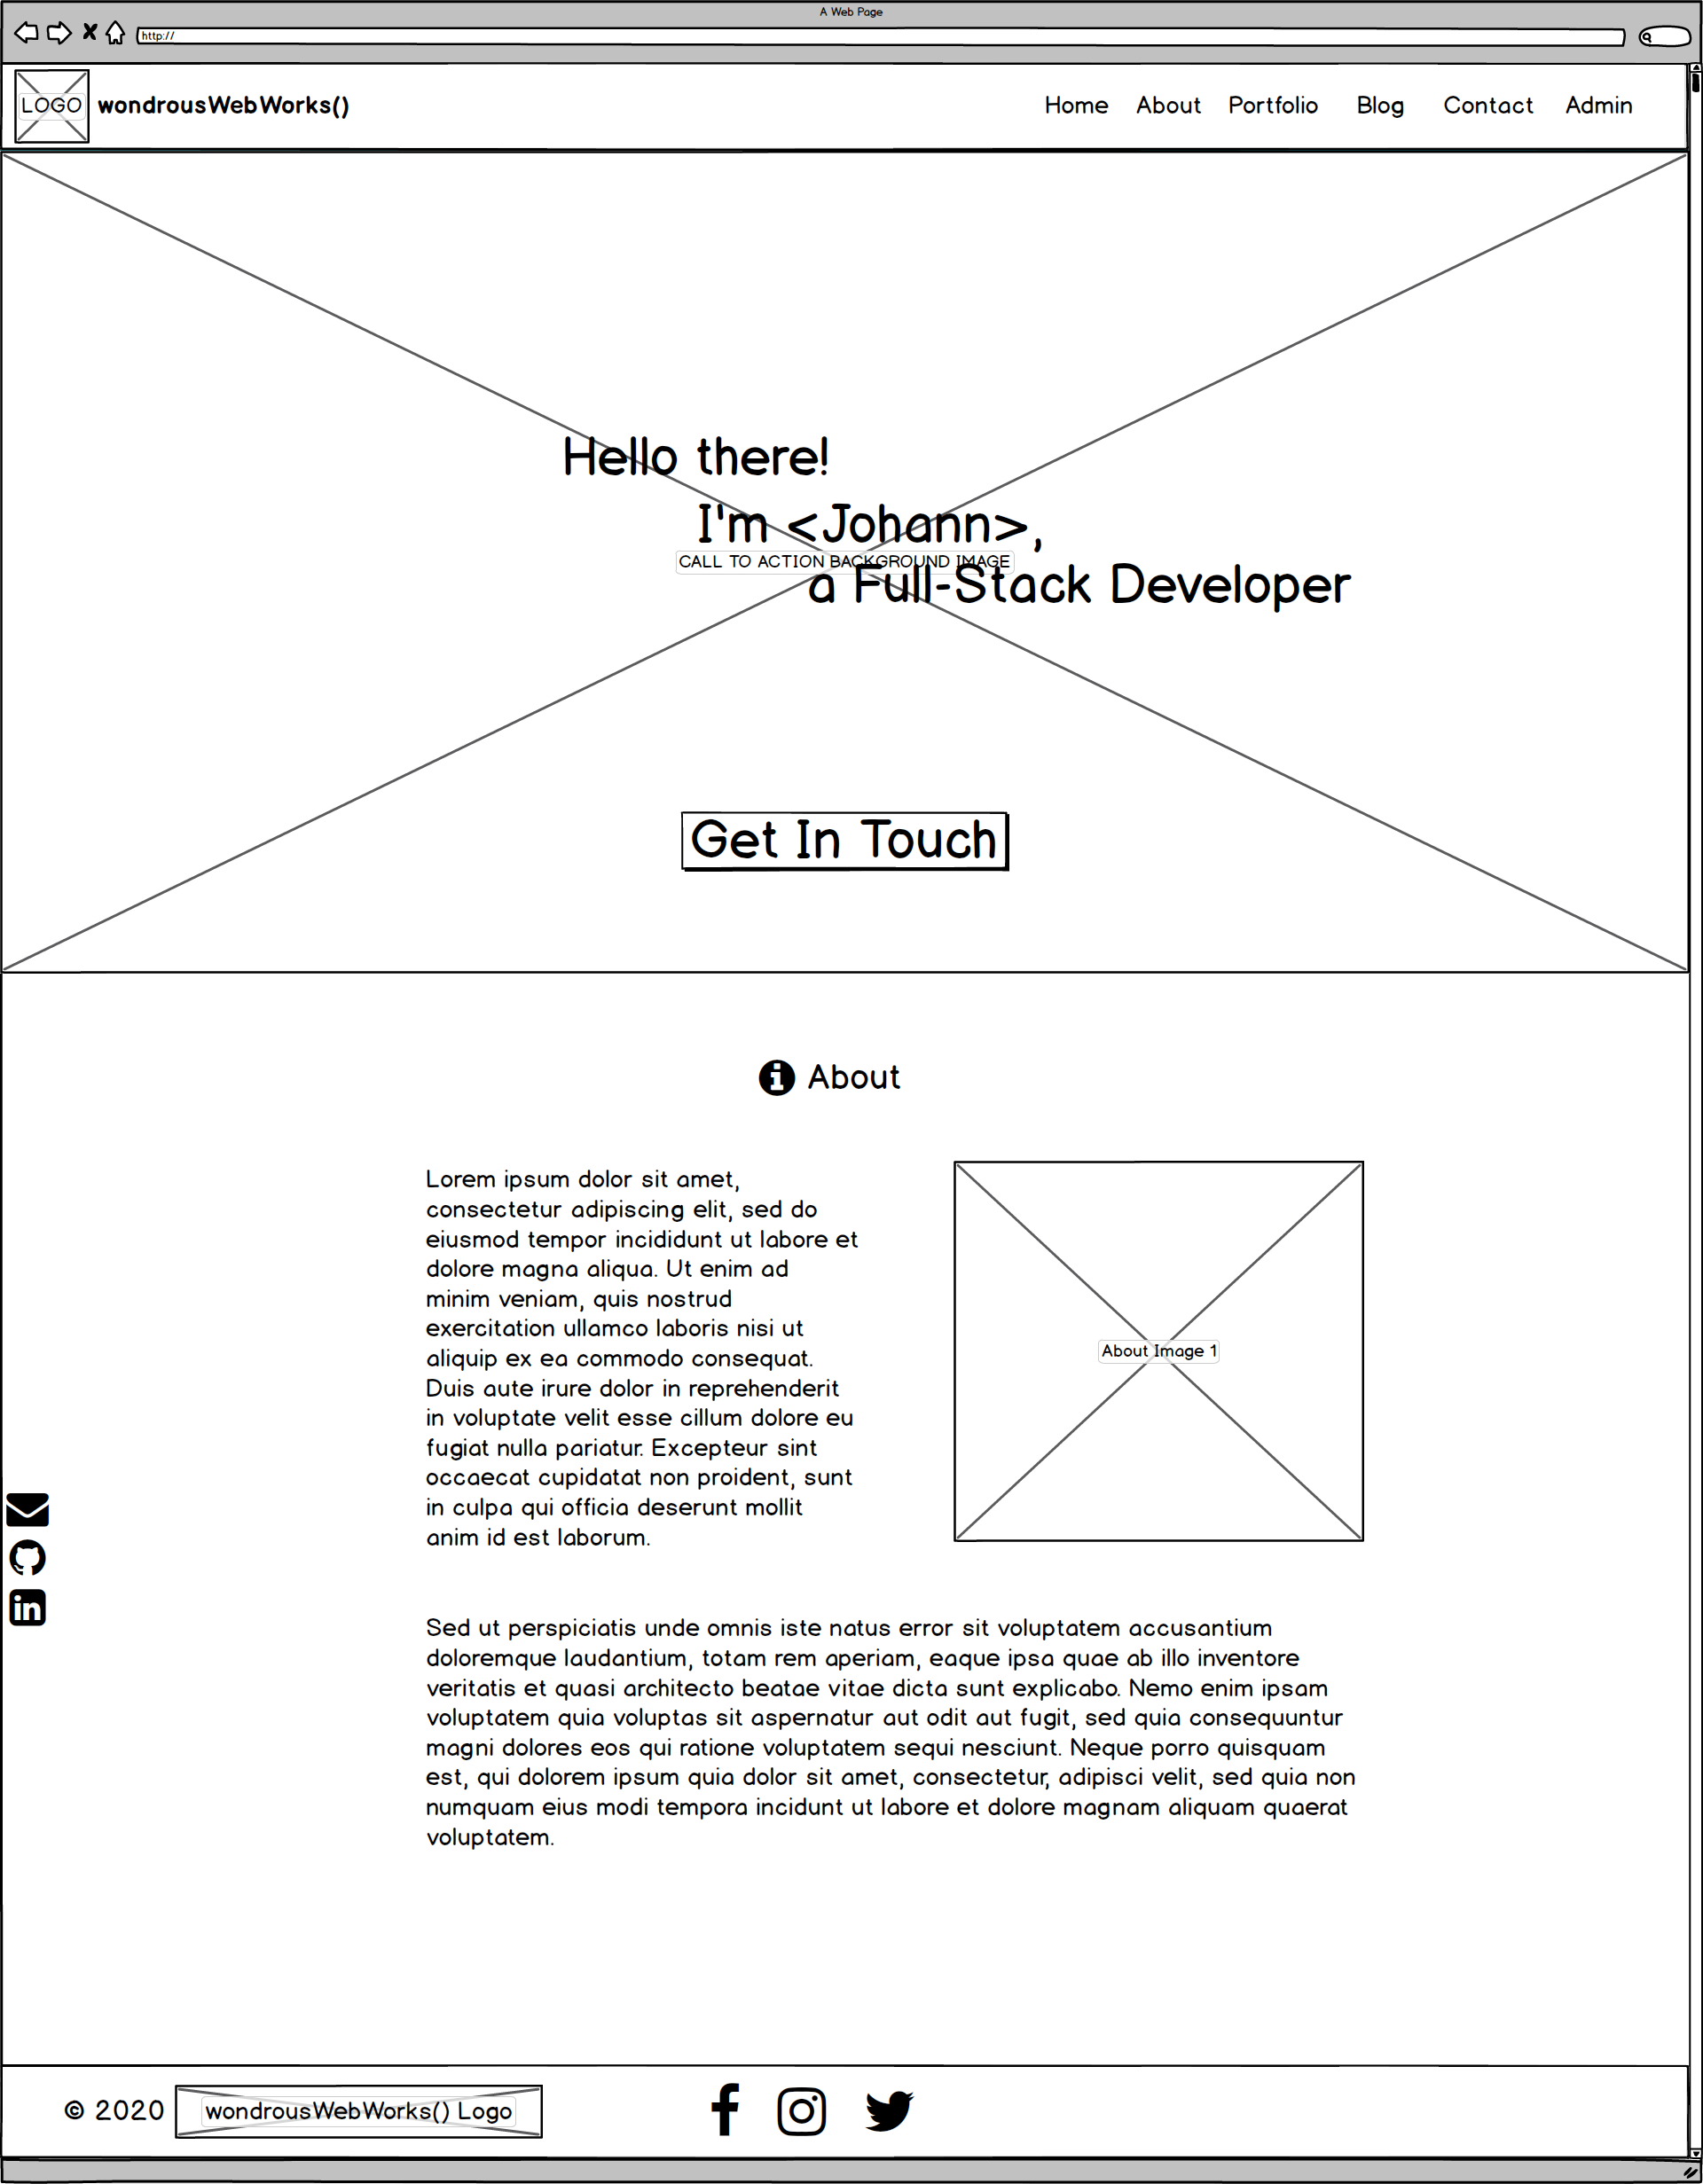 A Web Page
http://
LOGO wondrousWebWorks() Home About Portfolio Blog Contact Admin
Hello there!
I'm <Johann>,
CALL TO ACTION BACKGROUND IMAGE
a Full-Stack Developer
Get In Touch
About
Lorem ipsum dolor sit amet,
consectetur adipiscing elit, sed do
eiusmod tempor incididunt ut labore et
dolore magna aliqua. Ut enim ad
minim veniam, quis nostrud
exercitation ullamco laboris nisi ut
aliquip ex ea commodo consequat.
Duis aute irure dolor in reprehenderit
in voluptate velit esse cillum dolore eu
fugiat nulla pariatur. Excepteur sint
occaecat cupidatat non proident, sunt
in culpa qui officia deserunt mollit
anim id est laborum.
About Image 1
Sed ut perspiciatis unde omnis iste natus error sit voluptatem accusantium
doloremque laudantium, totam rem aperiam, eaque ipsa quae ab illo inventore
veritatis et quasi architecto beatae vitae dicta sunt explicabo. Nemo enim ipsam
voluptatem quia voluptas sit aspernatur aut odit aut fugit, sed quia consequuntur
magni dolores eos qui ratione voluptatem sequi nesciunt. Neque porro quisquam
est, qui dolorem ipsum quia dolor sit amet, consectetur, adipisci velit, sed quia non
numquam eius modi tempora incidunt ut labore et dolore magnam aliquam quaerat
voluptatem.
© 2020 wondrousWebWorks() Logo